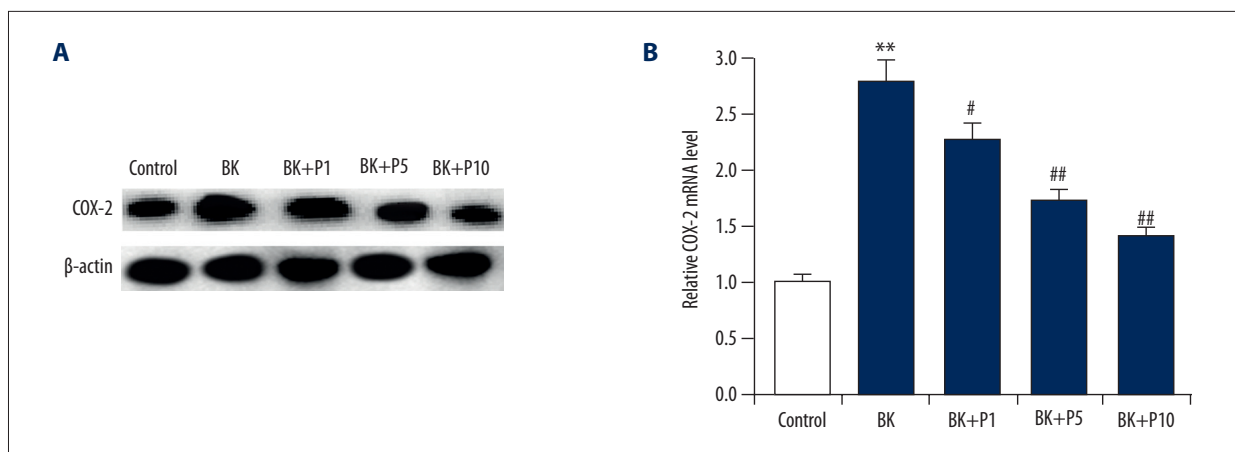 A
Control BK BK+P1 BK+P5 BK+P10
COX-2
β-actin
B
Relative COX-2 mRNA level
3.0
2.5
2.0
1.5
1.0
0.5
0.0
**
#
##
##
Control BK BK+P1 BK+P5 BK+P10